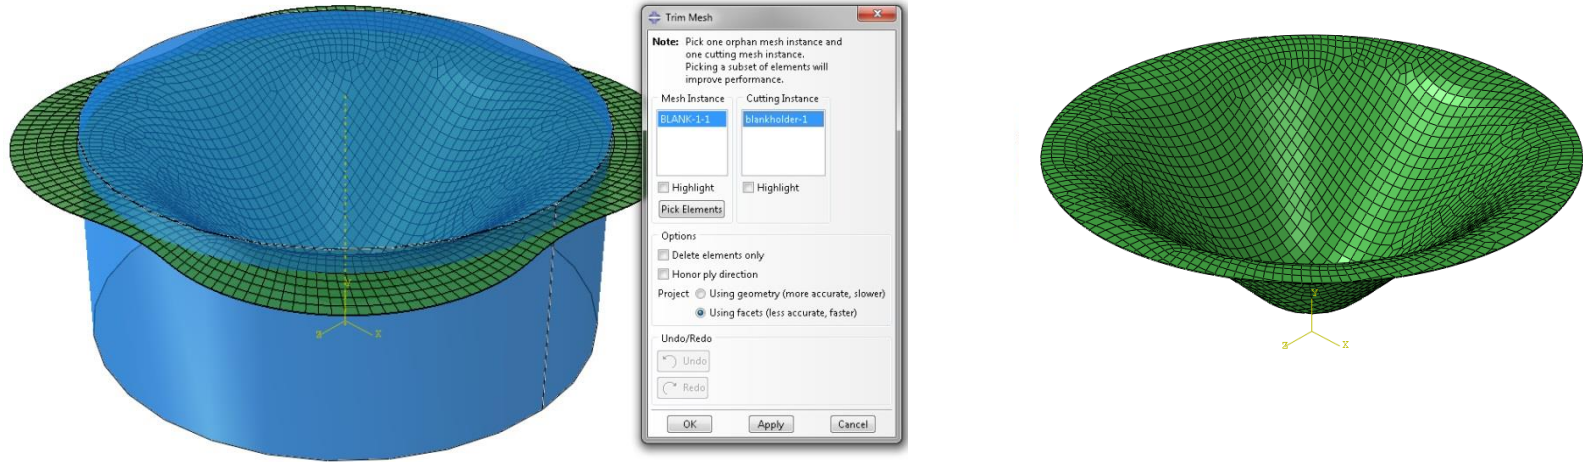 Trim Mesh
Note: Pick one orphan mesh instance and
one cutting mesh instance.
Picking a subset of elements will
improve performance.
Mesh Instance
Cutting Instance
BLANK-1-1
blankholder-1
Highlight
Highlight
Pick Elements
Options
Delete elements only
Honor ply direction
Project
Using geometry (more accurate, slower)
Using facets (less accurate, faster)
Undo/Redo
Undo
Redo
OK
Apply
Cancel
Y
Z
X
Y
Z
X